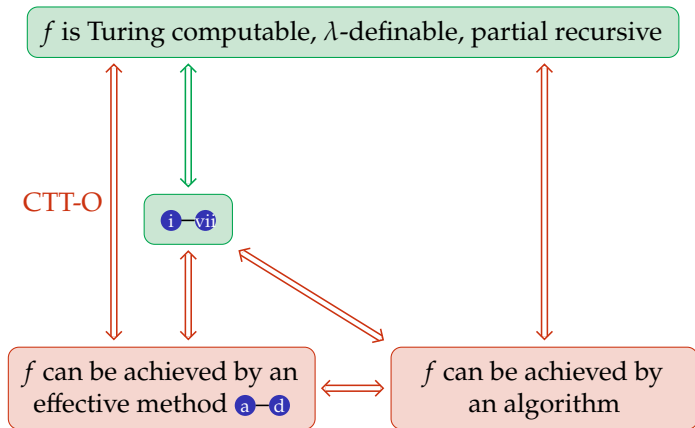 f is Turing computable, λ-definable, partial recursive
CTT-O
i vii
f can be achieved by an
effective method a d
f can be achieved by
an algorithm